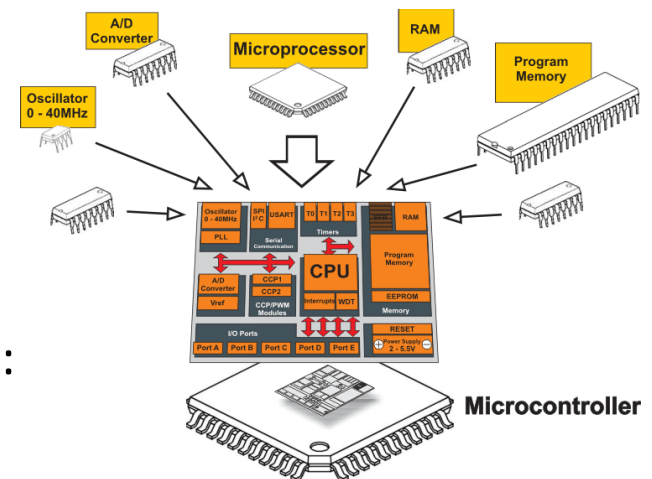 A/D
Converter
Microprocessor
RAM
Program
Memory
Oscillator
0 - 40MHz
Oscillator
0 - 40MHz
PLL
SPI
I²C
USART
Serial
Communication
T0 T1 T2 T3
Timers
RAM
Program
Memory
EEPROM
Memory
A/D
Converter
Vref
CCP1
CCP2
CCP/PWM
Modules
CPU
Interrupts
WDT
I/O Ports
Port A Port B Port C Port D Port E
RESET
Power Supply
2 - 5.5V
+ −
:
:
Microcontroller